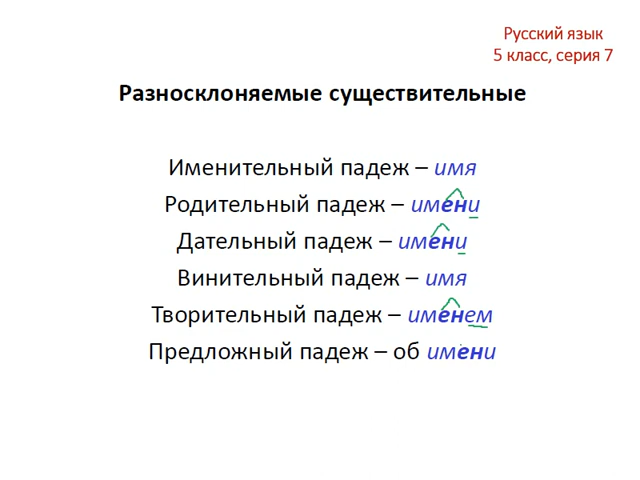 Русский язык
5 класс, серия 7
Разносклоняемые существительные
Именительный падеж – имя
Родительный падеж – имени
Дательный падеж – имени
Винительный падеж – имя
Творительный падеж – именем
Предложный падеж – об имени